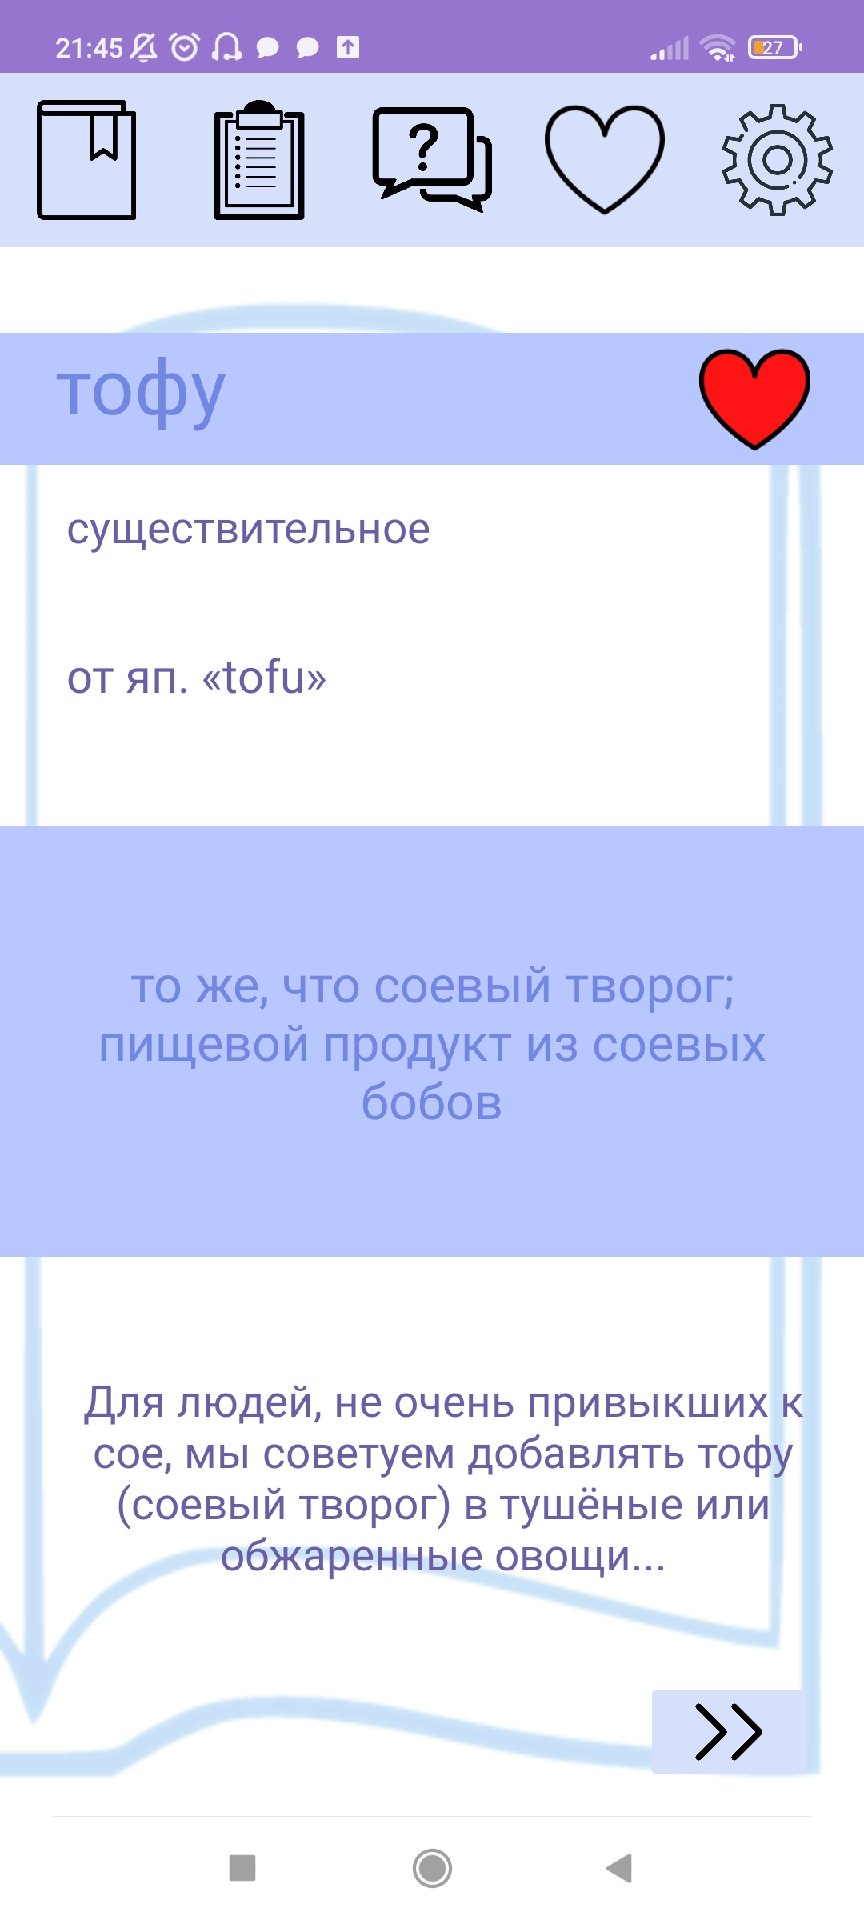 21:45
27
?
тофу
существительное
от яп. «tofu»
то же, что соевый творог;
пищевой продукт из соевых
бобов
Для людей, не очень привыкших к
сое, мы советуем добавлять тофу
(соевый творог) в тушёные или
обжаренные овощи...